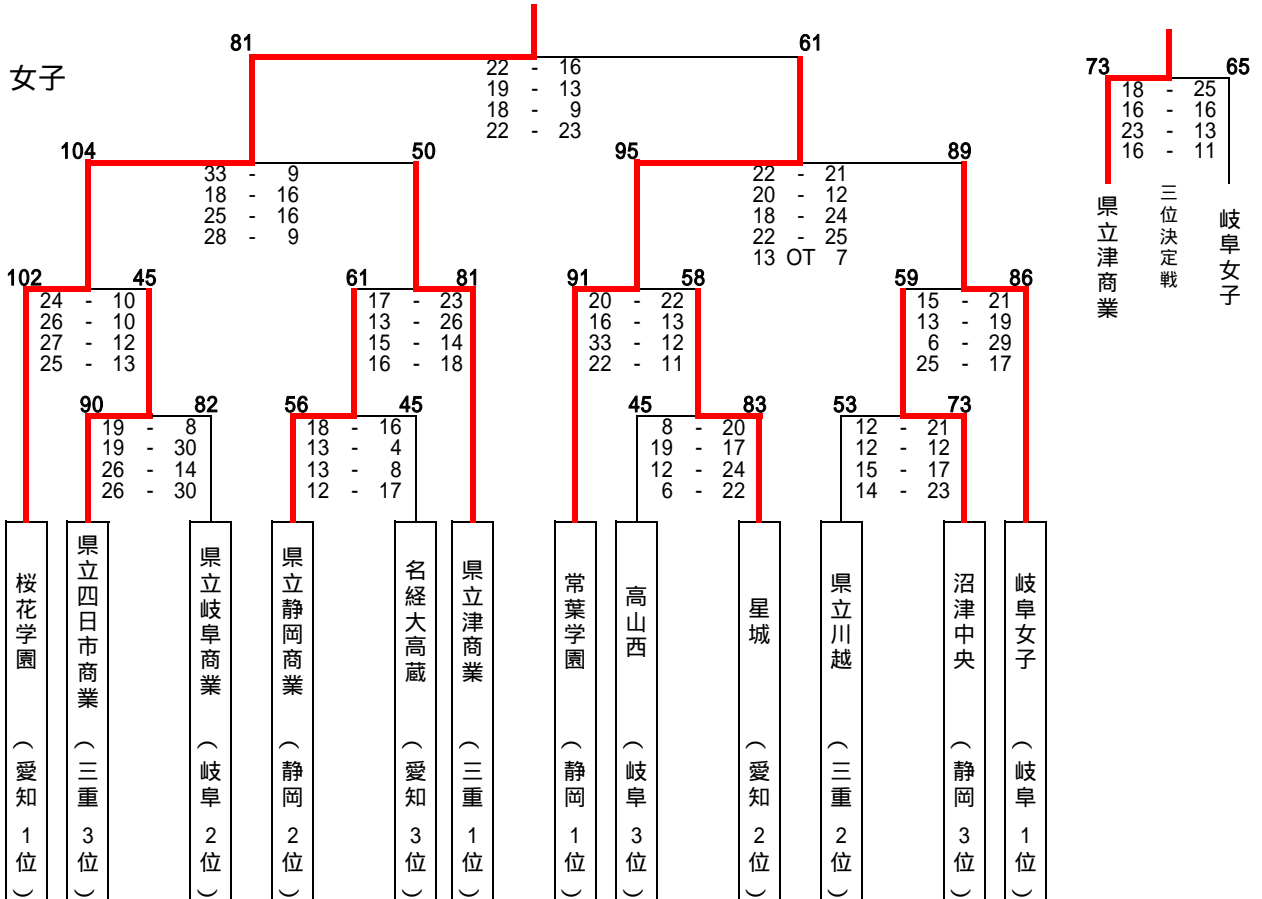 女子
81 61
22 - 16
19 - 13
18 - 9
22 - 23
104 50
33 - 9
18 - 16
25 - 16
28 - 9
95 89
22 - 21
20 - 12
18 - 24
22 - 25
13 OT 7
102 45
24 - 10
26 - 10
27 - 12
25 - 13
61 81
17 - 23
13 - 26
15 - 14
16 - 18
91 58
20 - 22
16 - 13
33 - 12
22 - 11
59 86
15 - 21
13 - 19
6 - 29
25 - 17
90 82
19 - 8
19 - 30
26 - 14
26 - 30
56 45
18 - 16
13 - 4
13 - 8
12 - 17
45 83
8 - 20
19 - 17
12 - 24
6 - 22
53 73
12 - 21
12 - 12
15 - 17
14 - 23
桜花学園 (愛知1位)
県立四日市商業 (三重3位)
県立岐阜商業 (岐阜2位)
県立静岡商業 (静岡2位)
名経大高蔵 (愛知3位)
県立津商業 (三重1位)
常葉学園 (静岡1位)
高山西 (岐阜3位)
星城 (愛知2位)
県立川越 (三重2位)
沼津中央 (静岡3位)
岐阜女子 (岐阜1位)
73 65
18 - 25
16 - 16
23 - 13
16 - 11
県立津商業
三位決定戦
岐阜女子